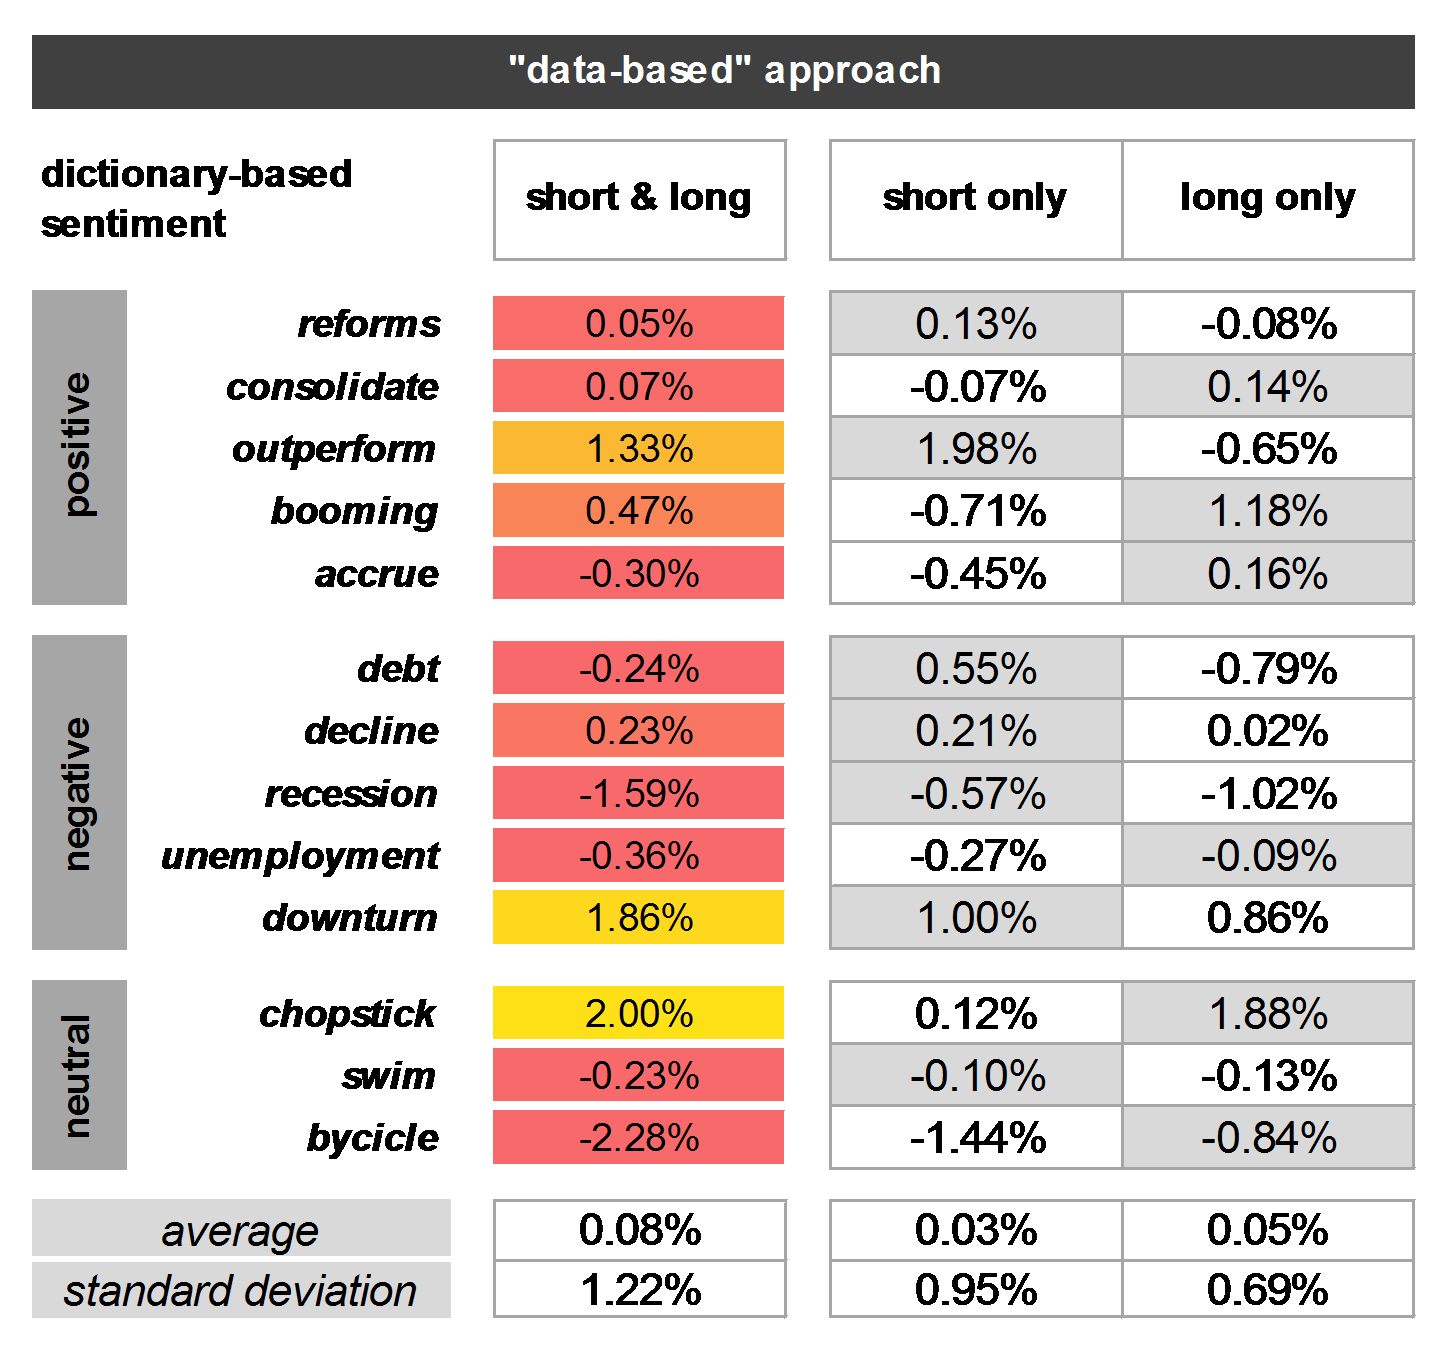 "data-based" approach
dictionary-based
sentiment
short & long
short only
long only
positive
reforms 0.05% 0.13% -0.08%
consolidate 0.07% -0.07% 0.14%
outperform 1.33% 1.98% -0.65%
booming 0.47% -0.71% 1.18%
accrue -0.30% -0.45% 0.16%
negative
debt -0.24% 0.55% -0.79%
decline 0.23% 0.21% 0.02%
recession -1.59% -0.57% -1.02%
unemployment -0.36% -0.27% -0.09%
downturn 1.86% 1.00% 0.86%
neutral
chopstick 2.00% 0.12% 1.88%
swim -0.23% -0.10% -0.13%
bycicle -2.28% -1.44% -0.84%
average 0.08% 0.03% 0.05%
standard deviation 1.22% 0.95% 0.69%